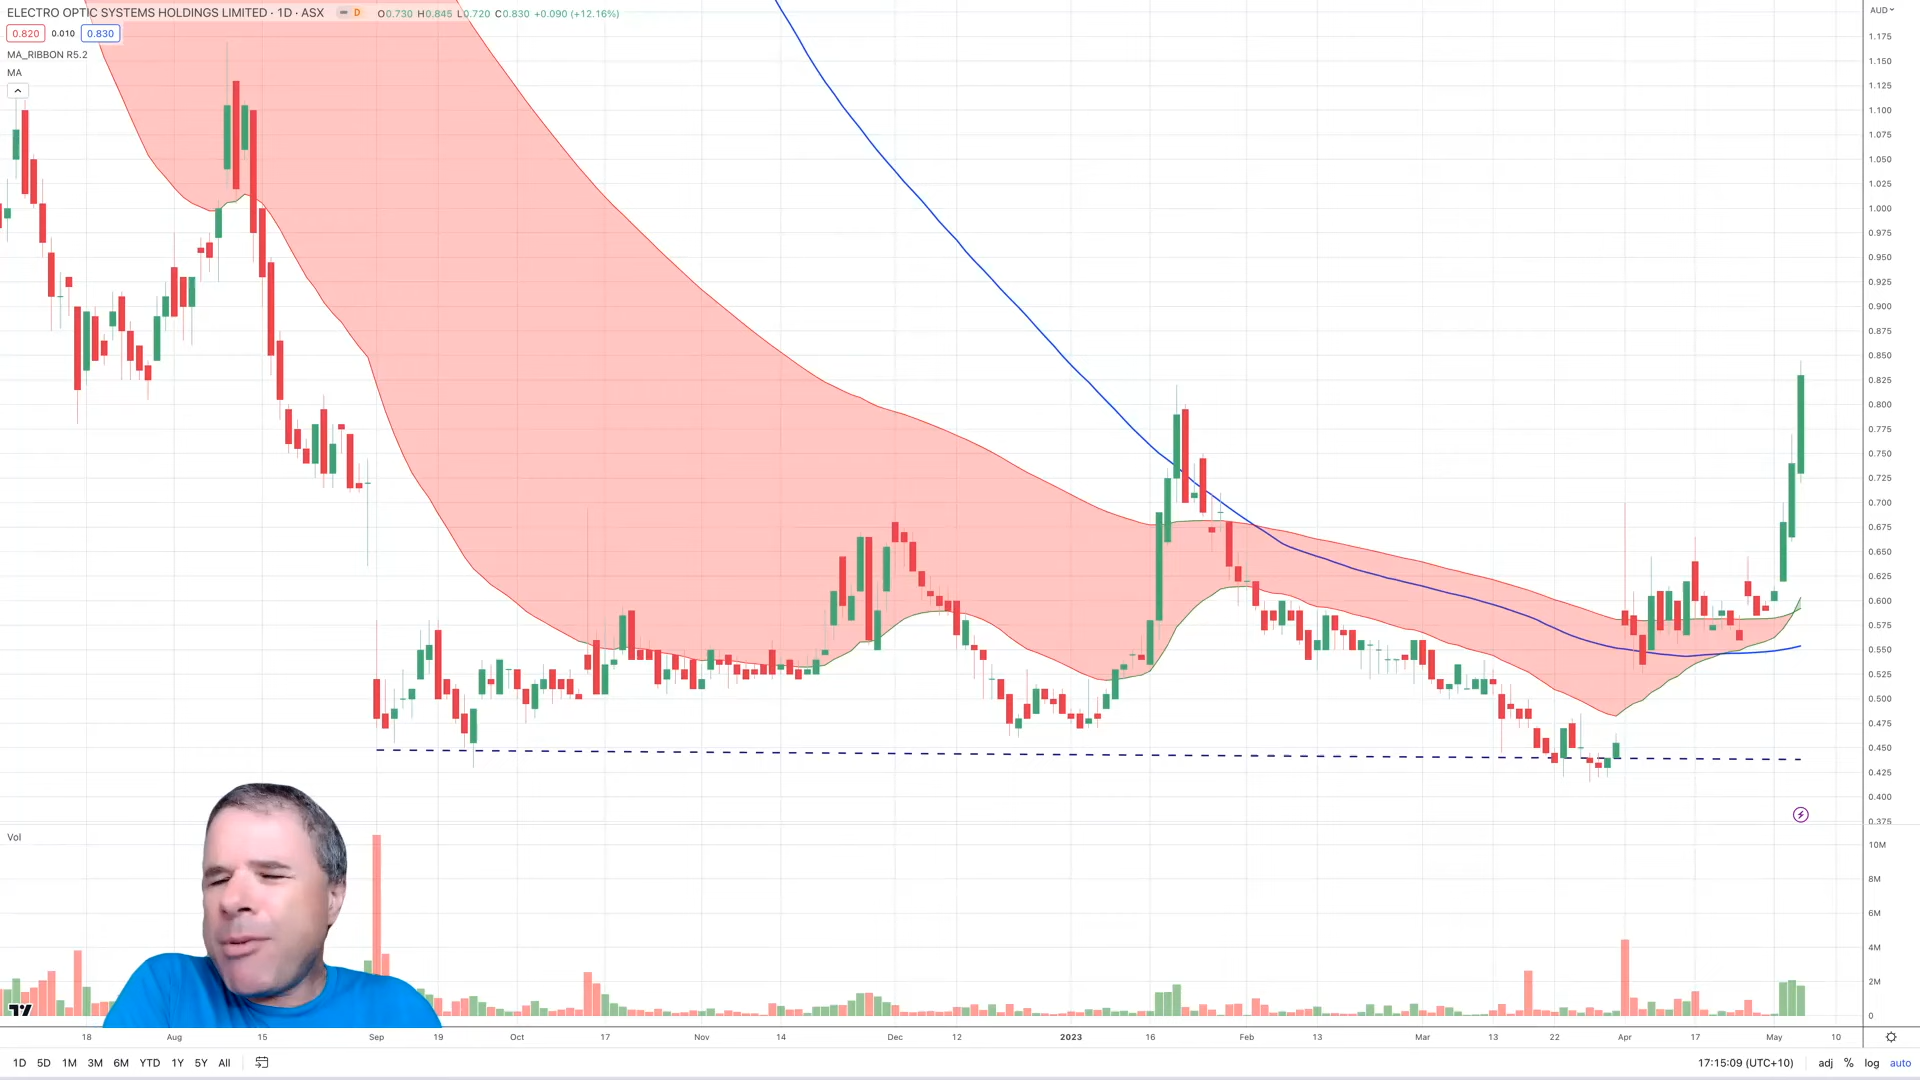 ELECTRO OPTIC SYSTEMS HOLDINGS LIMITED · 1D · ASX D O0.730 H0.845 L0.720 C0.830 +0.090 (+12.16%) AUD
0.820 0.010 0.830
MA_RIBBON R5.2
MA
1.175
1.150
1.125
1.100
1.075
1.050
1.025
1.000
0.975
0.950
0.925
0.900
0.875
0.850
0.825
0.800
0.775
0.750
0.725
0.700
0.675
0.650
0.625
0.600
0.575
0.550
0.525
0.500
0.475
0.450
0.425
0.400
0.375
Vol
10M
8M
6M
4M
2M
0
18 Aug 15 Sep 19 Oct 17 Nov 14 Dec 12 2023 16 Feb 13 Mar 13 22 Apr 17 May 10
1D 5D 1M 3M 6M YTD 1Y 5Y All 17:15:09 (UTC+10) adj % log auto